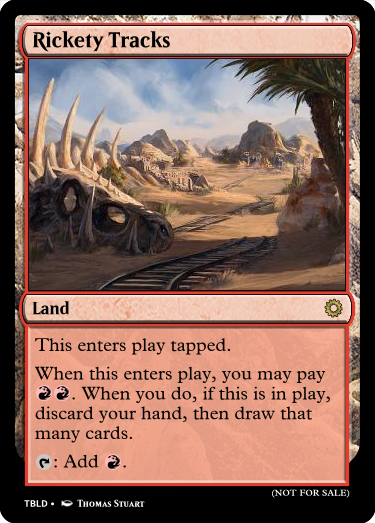 Rickety Tracks
Land
This enters play tapped.
When this enters play, you may pay
. When you do, if this is in play,
discard your hand, then draw that
many cards.
: Add .
(NOT FOR SALE)
TBLD • Thomas Stuart